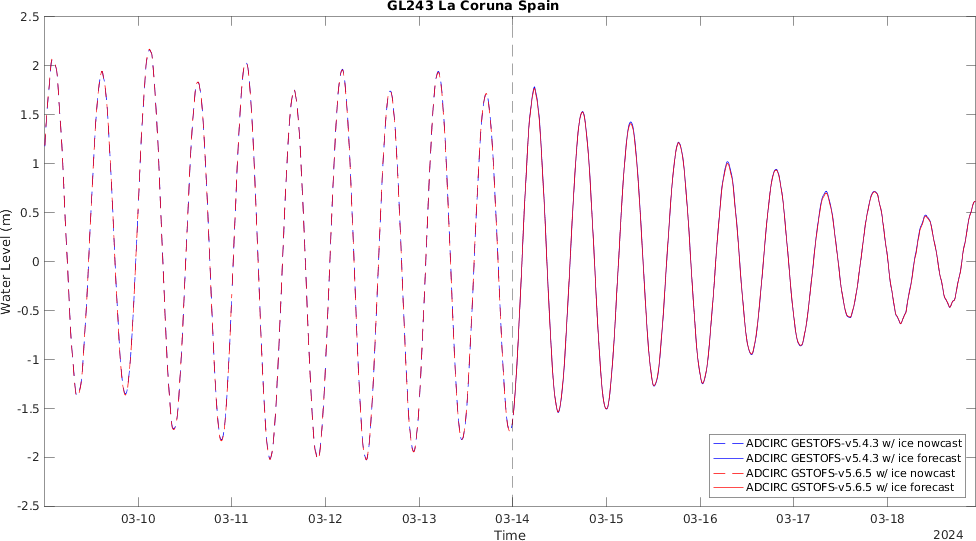 GL243 La Coruna Spain
Water Level (m)
2.5
2
1.5
1
0.5
0
-0.5
-1
-1.5
-2
-2.5
ADCIRC GESTOFS-v5.4.3 w/ ice nowcast
ADCIRC GESTOFS-v5.4.3 w/ ice forecast
ADCIRC GSTOFS-v5.6.5 w/ ice nowcast
ADCIRC GSTOFS-v5.6.5 w/ ice forecast
03-10 03-11 03-12 03-13 03-14 03-15 03-16 03-17 03-18
Time
2024